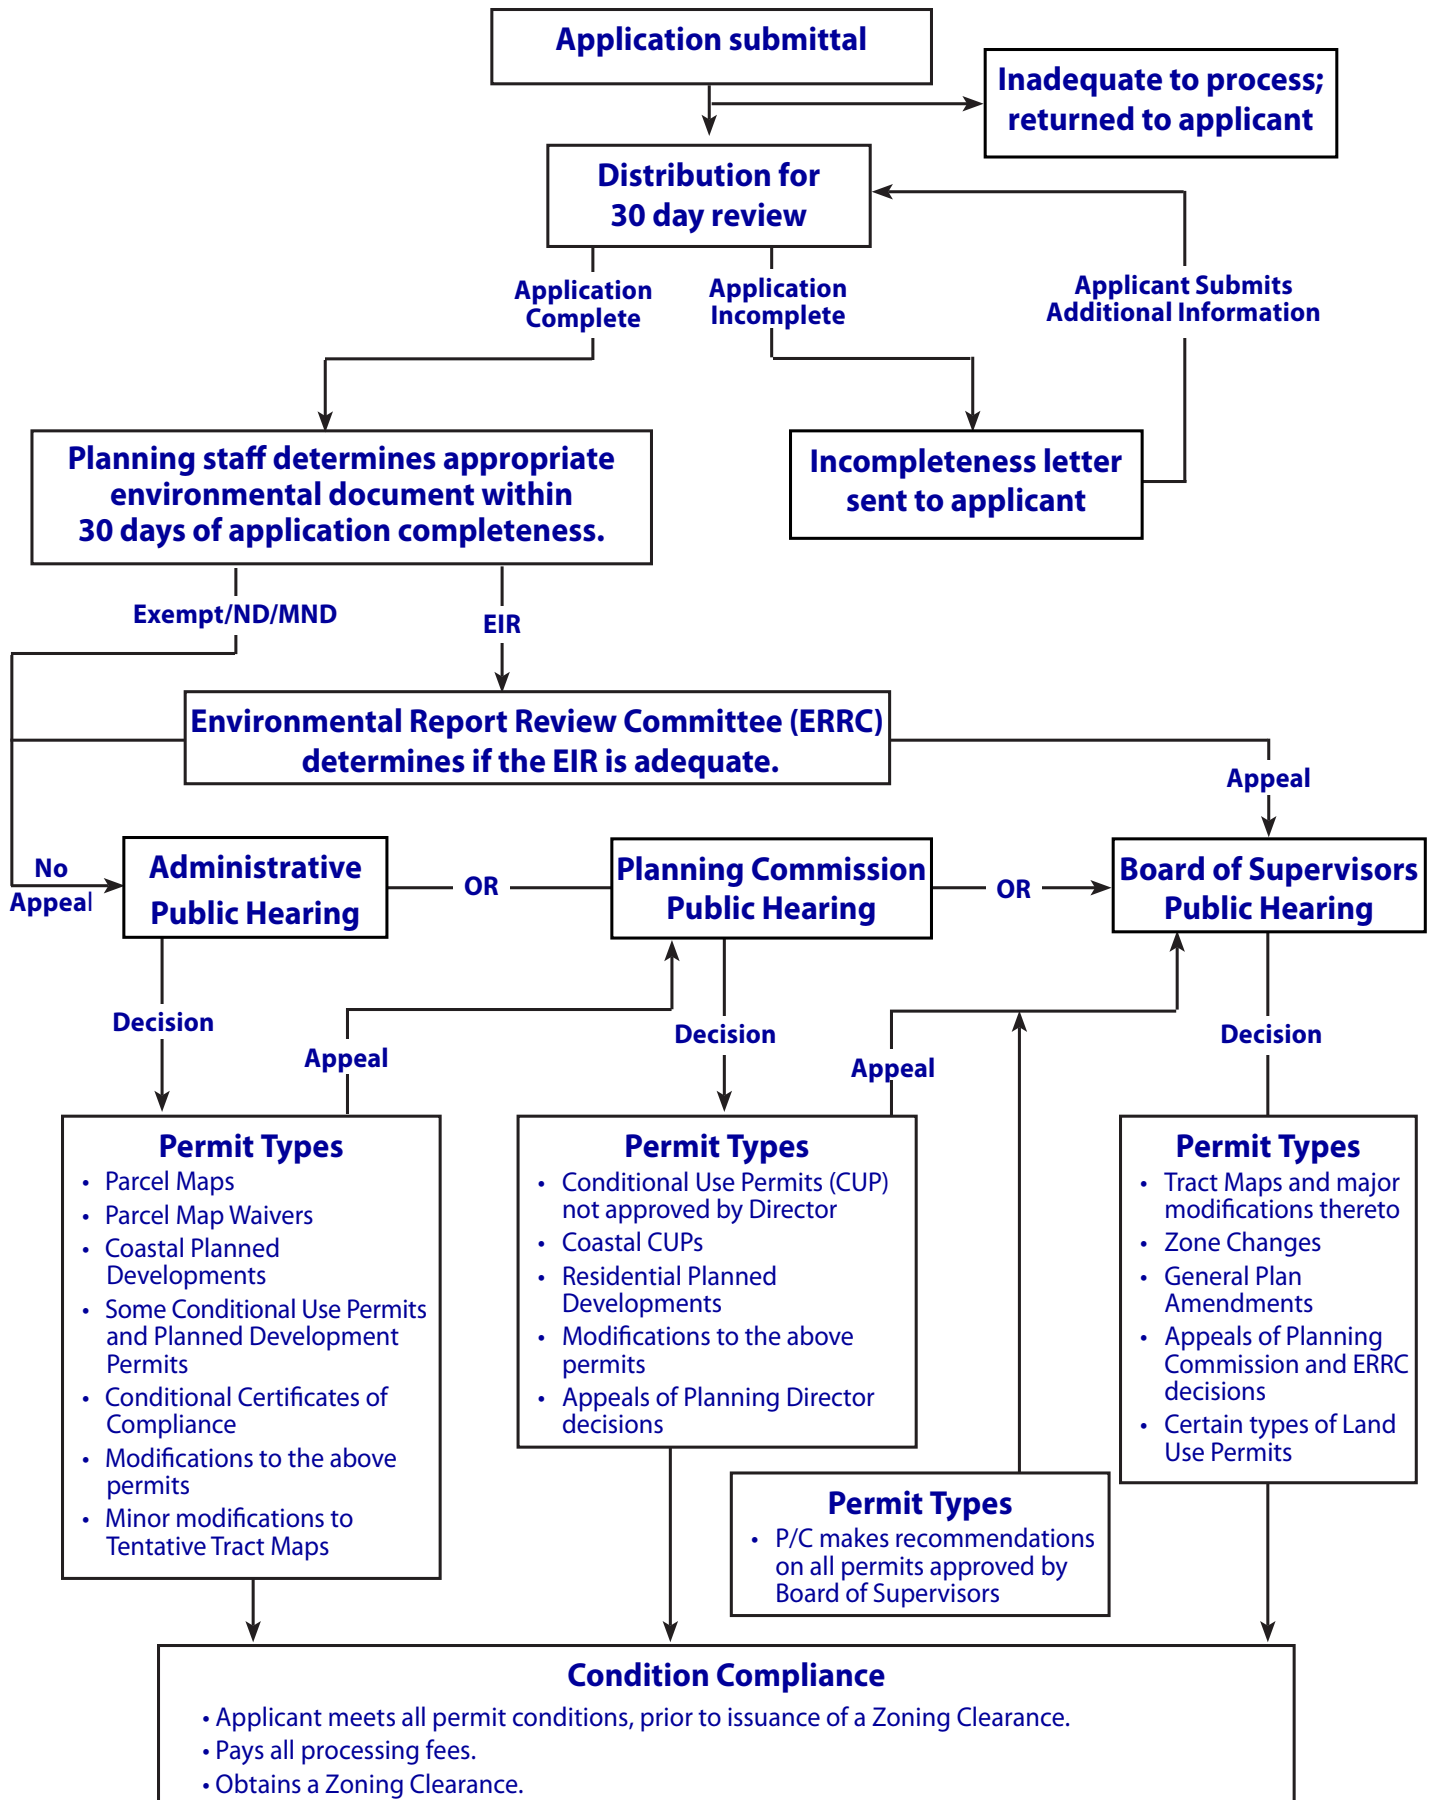 Application submittal
Inadequate to process;
returned to applicant
Distribution for
30 day review
Application
Complete
Application
Incomplete
Applicant Submits
Additional Information
Planning staff determines appropriate
environmental document within
30 days of application completeness.
Incompleteness letter
sent to applicant
Exempt/ND/MND
EIR
Environmental Report Review Committee (ERRC)
determines if the EIR is adequate.
Appeal
No
Appeal
Administrative
Public Hearing
OR
Planning Commission
Public Hearing
OR
Board of Supervisors
Public Hearing
Decision
Appeal
Decision
Appeal
Decision
Permit Types
• Parcel Maps
• Parcel Map Waivers
• Coastal Planned
Developments
• Some Conditional Use Permits
and Planned Development
Permits
• Conditional Certificates of
Compliance
• Modifications to the above
permits
• Minor modifications to
Tentative Tract Maps
Permit Types
• Conditional Use Permits (CUP)
not approved by Director
• Coastal CUPs
• Residential Planned
Developments
• Modifications to the above
permits
• Appeals of Planning Director
decisions
Permit Types
• P/C makes recommendations
on all permits approved by
Board of Supervisors
Permit Types
• Tract Maps and major
modifications thereto
• Zone Changes
• General Plan
Amendments
• Appeals of Planning
Commission and ERRC
decisions
• Certain types of Land
Use Permits
Condition Compliance
• Applicant meets all permit conditions, prior to issuance of a Zoning Clearance.
• Pays all processing fees.
• Obtains a Zoning Clearance.